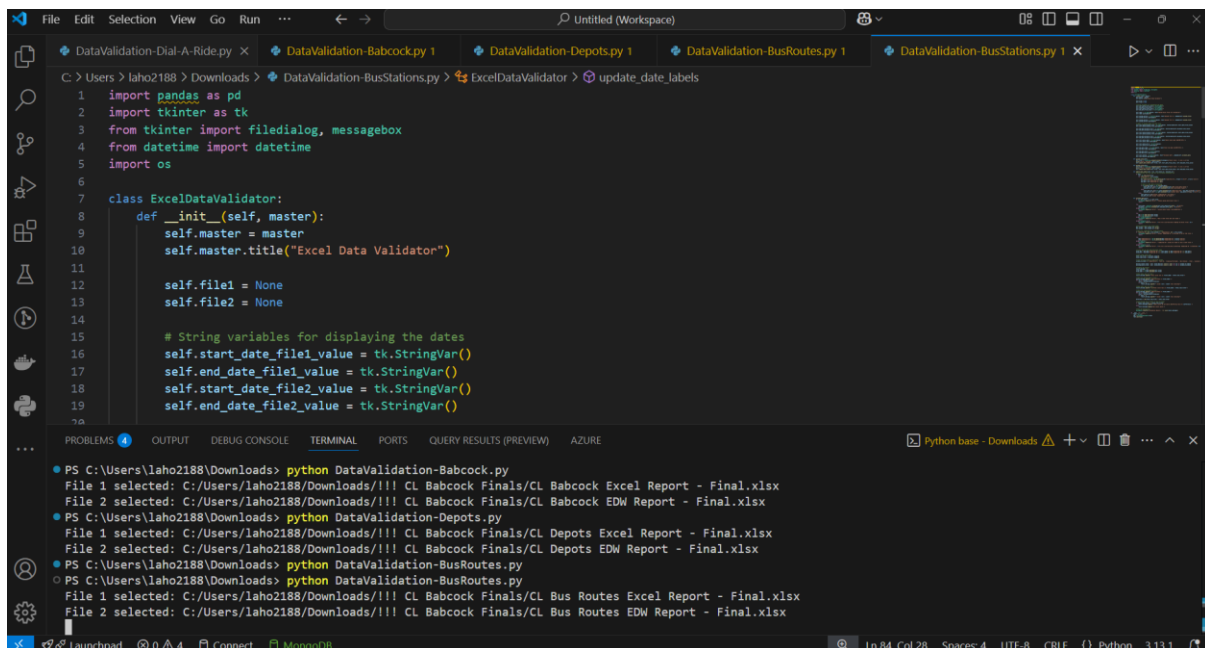 File Edit Selection View Go Run ··· ← → Untitled (Workspace)
DataValidation-Dial-A-Ride.py × DataValidation-Babcock.py 1 DataValidation-Depots.py 1 DataValidation-BusRoutes.py 1 DataValidation-BusStations.py 1 ×
C: > Users > laho2188 > Downloads > DataValidation-BusStations.py > ExcelDataValidator > update_date_labels
1 import pandas as pd
2 import tkinter as tk
3 from tkinter import filedialog, messagebox
4 from datetime import datetime
5 import os
6
7 class ExcelDataValidator:
8 def __init__(self, master):
9 self.master = master
10 self.master.title("Excel Data Validator")
11
12 self.file1 = None
13 self.file2 = None
14
15 # String variables for displaying the dates
16 self.start_date_file1_value = tk.StringVar()
17 self.end_date_file1_value = tk.StringVar()
18 self.start_date_file2_value = tk.StringVar()
19 self.end_date_file2_value = tk.StringVar()
20
PROBLEMS 4 OUTPUT DEBUG CONSOLE TERMINAL PORTS QUERY RESULTS (PREVIEW) AZURE Python base - Downloads
PS C:\Users\laho2188\Downloads> python DataValidation-Babcock.py
File 1 selected: C:/Users/laho2188/Downloads/!!! CL Babcock Finals/CL Babcock Excel Report - Final.xlsx
File 2 selected: C:/Users/laho2188/Downloads/!!! CL Babcock Finals/CL Babcock EDW Report - Final.xlsx
PS C:\Users\laho2188\Downloads> python DataValidation-Depots.py
File 1 selected: C:/Users/laho2188/Downloads/!!! CL Babcock Finals/CL Depots Excel Report - Final.xlsx
File 2 selected: C:/Users/laho2188/Downloads/!!! CL Babcock Finals/CL Depots EDW Report - Final.xlsx
PS C:\Users\laho2188\Downloads> python DataValidation-BusRoutes.py
PS C:\Users\laho2188\Downloads> python DataValidation-BusRoutes.py
File 1 selected: C:/Users/laho2188/Downloads/!!! CL Babcock Finals/CL Bus Routes Excel Report - Final.xlsx
File 2 selected: C:/Users/laho2188/Downloads/!!! CL Babcock Finals/CL Bus Routes EDW Report - Final.xlsx
Launchpad 0 4 Connect MongoDB Ln 84, Col 28 Spaces: 4 UTF-8 CRLF {} Python 3.13.1